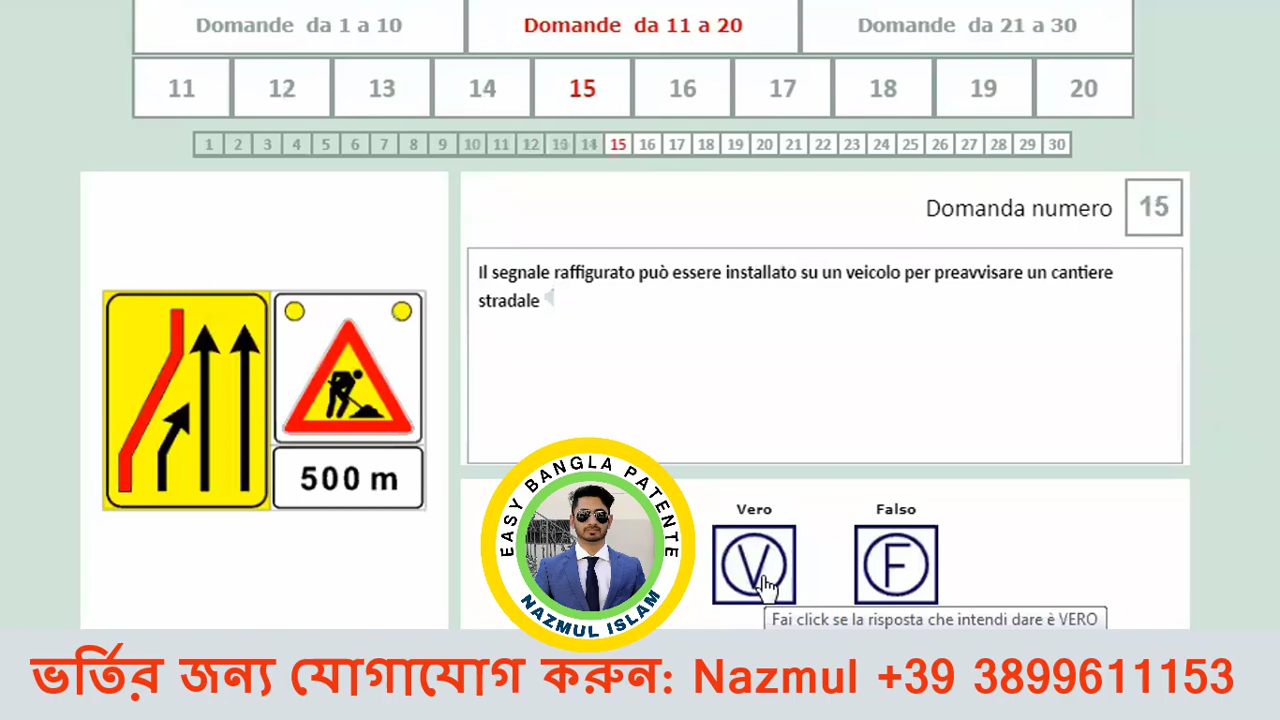 Domande da 1 a 10
Domande da 11 a 20
Domande da 21 a 30
11 12 13 14 15 16 17 18 19 20
1 2 3 4 5 6 7 8 9 10 11 12 13 14 15 16 17 18 19 20 21 22 23 24 25 26 27 28 29 30
Domanda numero 15
Il segnale raffigurato può essere installato su un veicolo per preavvisare un cantiere
stradale
500 m
EASY BANGLA PATENTE
NAZMUL ISLAM
Vero
Falso
V
F
Fai click se la risposta che intendi dare è VERO
ভর্তির জন্য যোগাযোগ করুন: Nazmul +39 3899611153